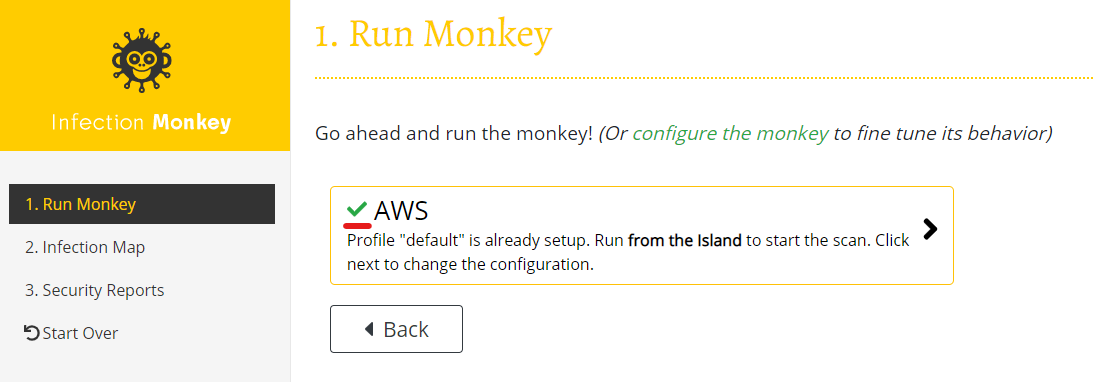 Infection Monkey
1. Run Monkey
2. Infection Map
3. Security Reports
Start Over
1. Run Monkey
Go ahead and run the monkey! (Or configure the monkey to fine tune its behavior)
AWS
Profile "default" is already setup. Run from the Island to start the scan. Click
next to change the configuration.
Back